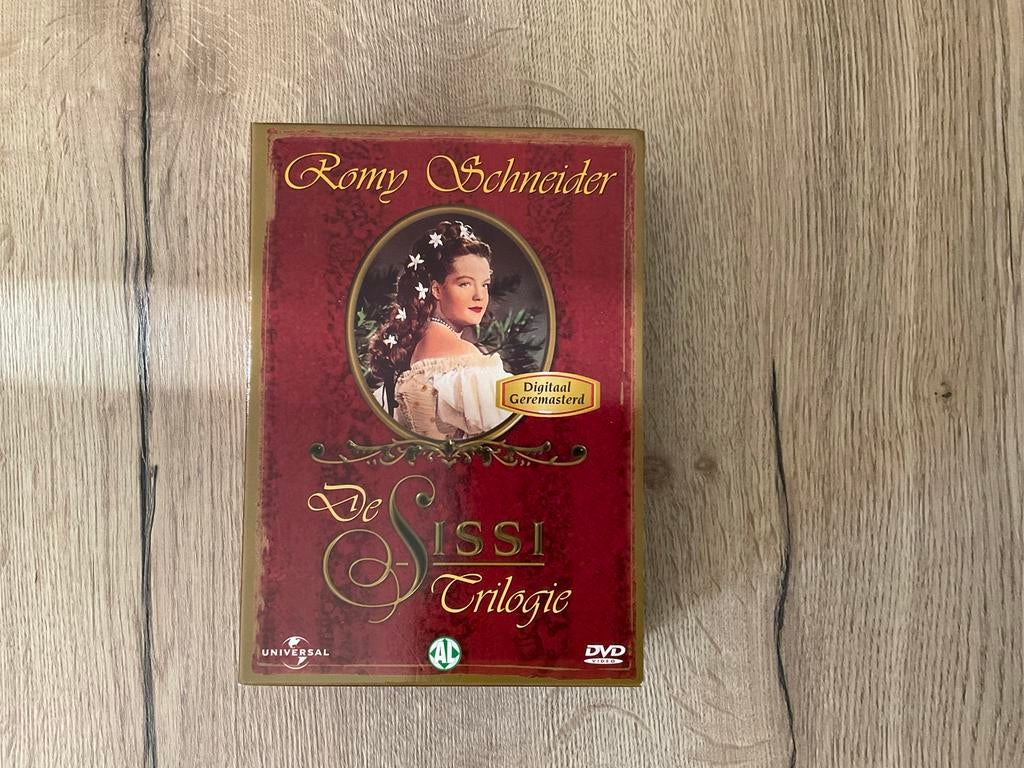 Romy Schneider
Digitaal
Geremasterd
De
SISSI
Trilogie
UNIVERSAL
AL
DVD
VIDEO